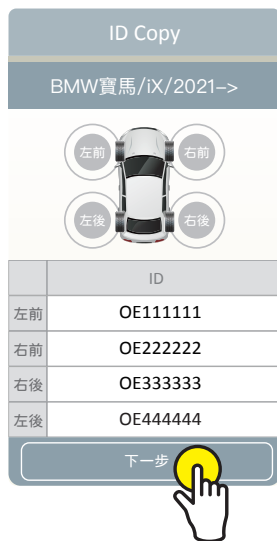 ID Copy
BMW寶馬/iX/2021->
左前 右前
左後 右後
ID
左前 OE111111
右前 OE222222
右後 OE333333
左後 OE444444
下一步